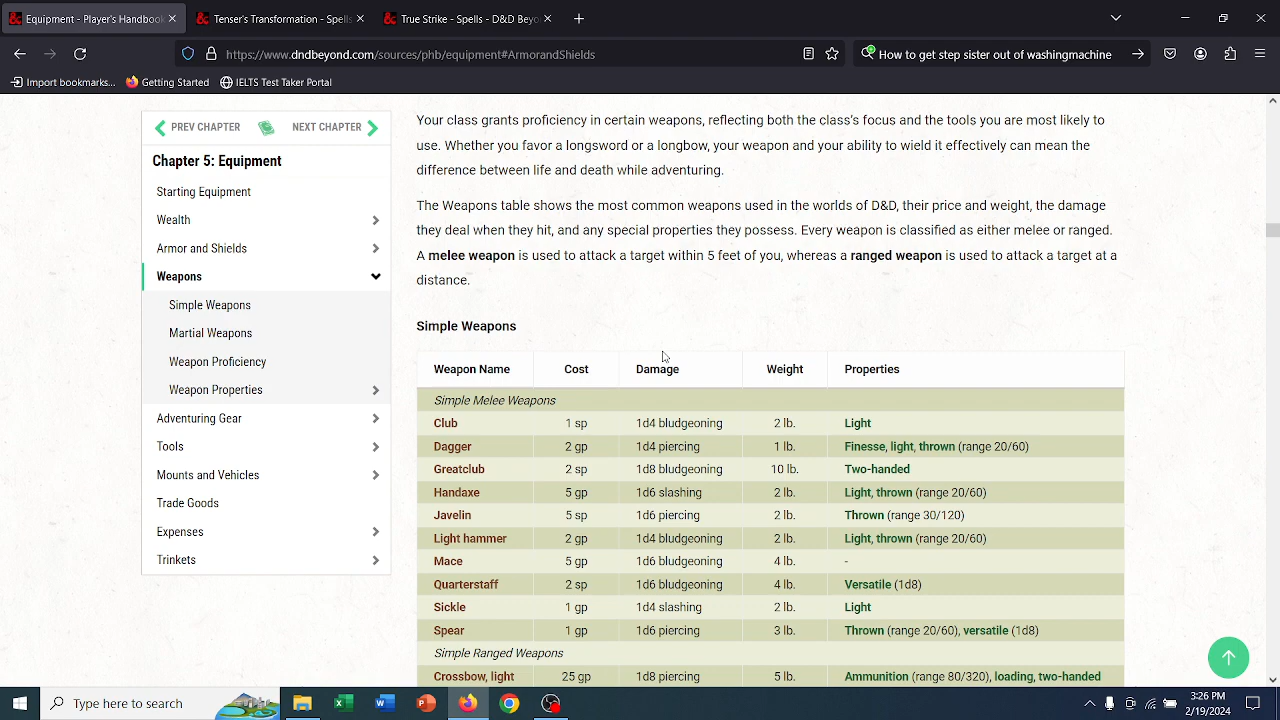 Equipment - Player's Handbook
Tenser's Transformation - Spells
True Strike - Spells - D&D Beyo
https://www.dndbeyond.com/sources/phb/equipment#ArmorandShields
How to get step sister out of washingmachine
Import bookmarks...
Getting Started
IELTS Test Taker Portal
PREV CHAPTER
NEXT CHAPTER
Chapter 5: Equipment
Starting Equipment
Wealth
Armor and Shields
Weapons
Simple Weapons
Martial Weapons
Weapon Proficiency
Weapon Properties
Adventuring Gear
Tools
Mounts and Vehicles
Trade Goods
Expenses
Trinkets
Your class grants proficiency in certain weapons, reflecting both the class's focus and the tools you are most likely to
use. Whether you favor a longsword or a longbow, your weapon and your ability to wield it effectively can mean the
difference between life and death while adventuring.
The Weapons table shows the most common weapons used in the worlds of D&D, their price and weight, the damage
they deal when they hit, and any special properties they possess. Every weapon is classified as either melee or ranged.
A melee weapon is used to attack a target within 5 feet of you, whereas a ranged weapon is used to attack a target at a
distance.
Simple Weapons
Weapon Name Cost Damage Weight Properties
Simple Melee Weapons
Club 1 sp 1d4 bludgeoning 2 lb. Light
Dagger 2 gp 1d4 piercing 1 lb. Finesse, light, thrown (range 20/60)
Greatclub 2 sp 1d8 bludgeoning 10 lb. Two-handed
Handaxe 5 gp 1d6 slashing 2 lb. Light, thrown (range 20/60)
Javelin 5 sp 1d6 piercing 2 lb. Thrown (range 30/120)
Light hammer 2 gp 1d4 bludgeoning 2 lb. Light, thrown (range 20/60)
Mace 5 gp 1d6 bludgeoning 4 lb. -
Quarterstaff 2 sp 1d6 bludgeoning 4 lb. Versatile (1d8)
Sickle 1 gp 1d4 slashing 2 lb. Light
Spear 1 gp 1d6 piercing 3 lb. Thrown (range 20/60), versatile (1d8)
Simple Ranged Weapons
Crossbow, light 25 gp 1d8 piercing 5 lb. Ammunition (range 80/320), loading, two-handed
Type here to search
3:26 PM
2/19/2024